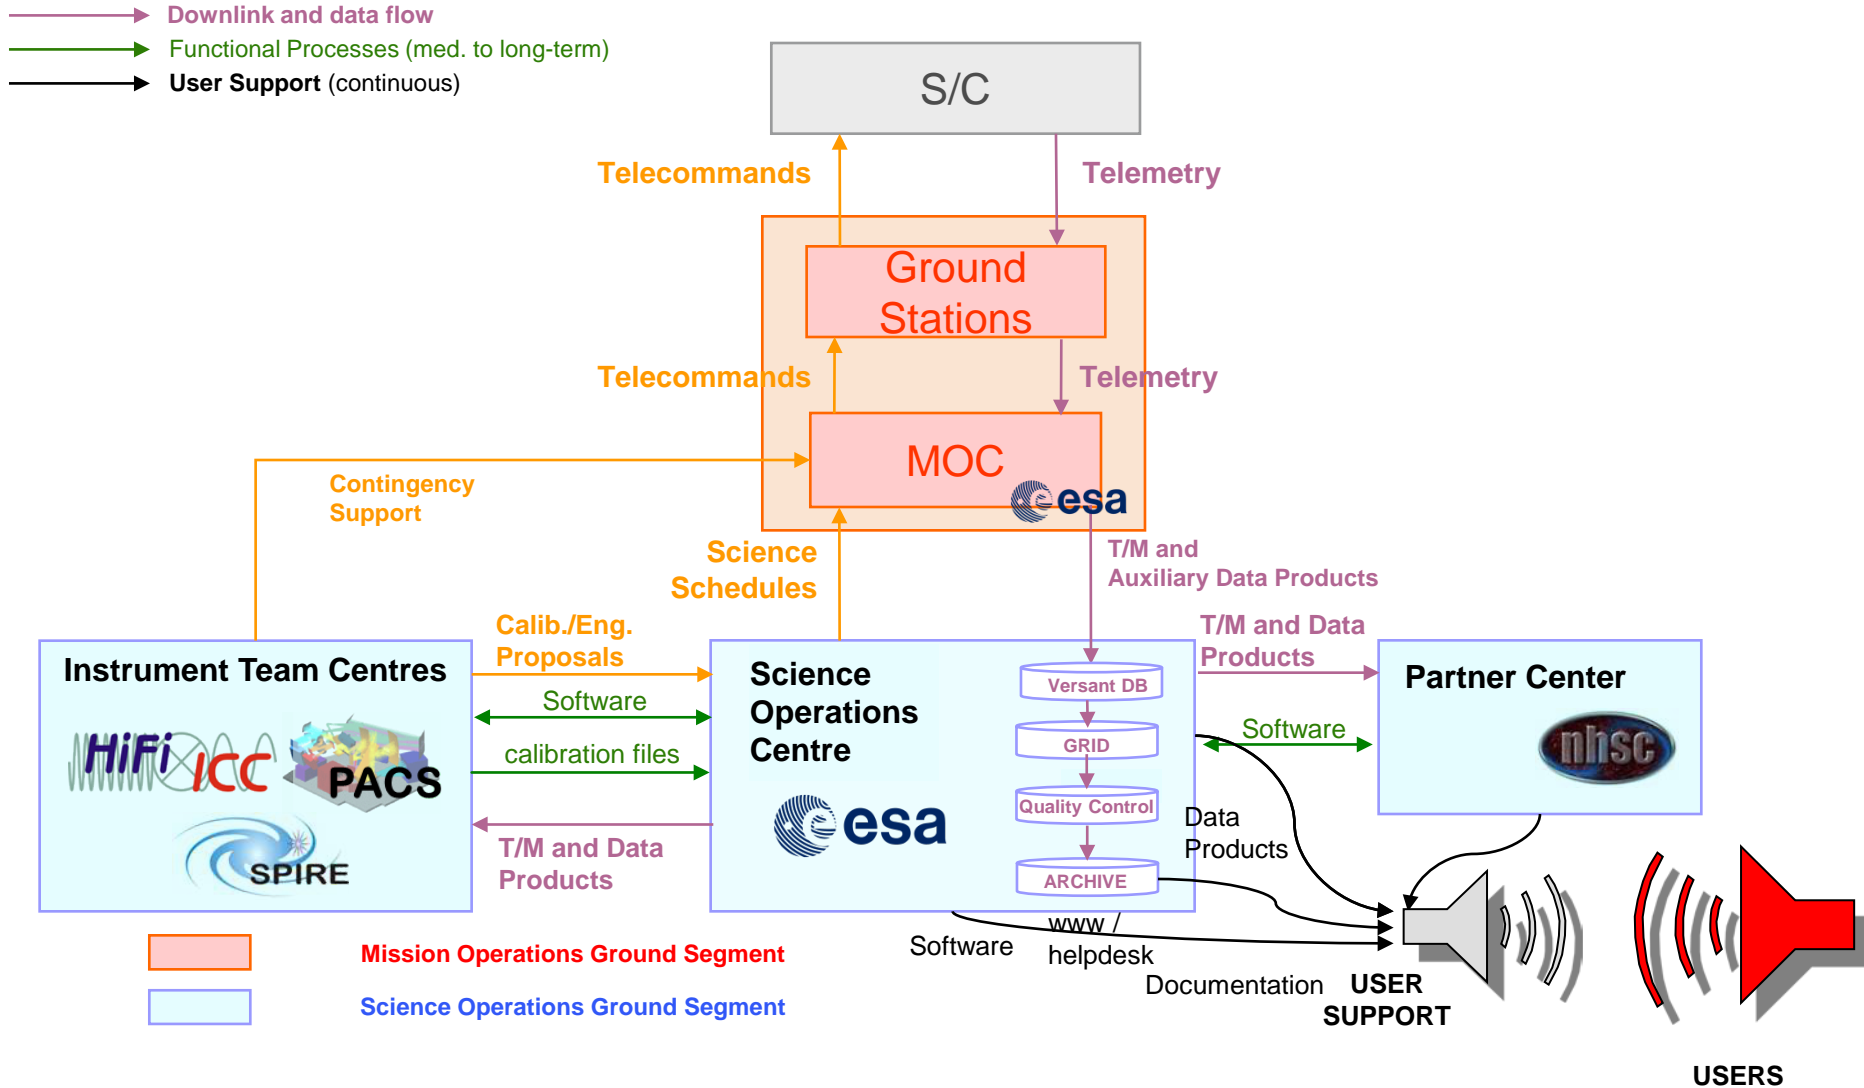 Downlink and data flow
Functional Processes (med. to long-term)
User Support (continuous)
S/C
Telecommands
Telemetry
Ground
Stations
Telecommands
Telemetry
MOC
esa
Contingency
Support
Science
Schedules
T/M and
Auxiliary Data Products
Calib./Eng.
Proposals
T/M and Data
Products
Instrument Team Centres
Science
Operations
Centre
Versant DB
Partner Center
Software
Software
GRID
nhsc
HiFi ICC
PACS
calibration files
Quality Control
esa
Data
Products
T/M and Data
Products
SPIRE
ARCHIVE
www /
helpdesk
Software
Documentation
USER
SUPPORT
Mission Operations Ground Segment
Science Operations Ground Segment
USERS